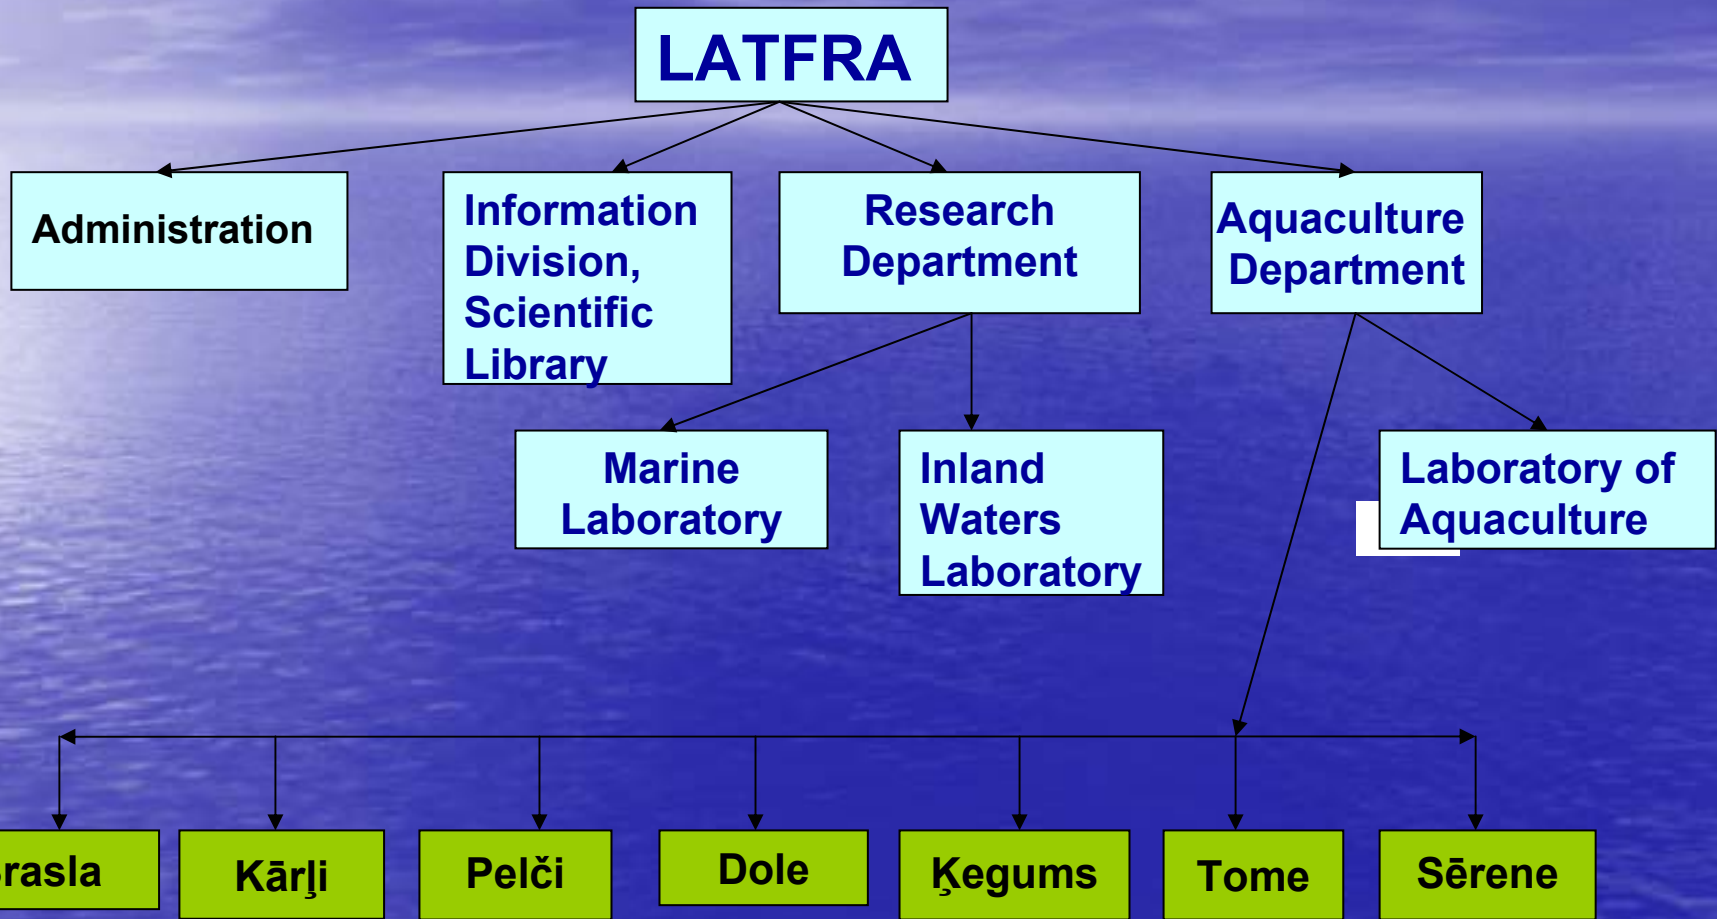 LATFRA
Administration
Information
Division,
Scientific
Library
Research
Department
Aquaculture
Department
Marine
Laboratory
Inland
Waters
Laboratory
Laboratory of
Aquaculture
rasla
Kārļi
Pelči
Dole
Ķegums
Tome
Sērene